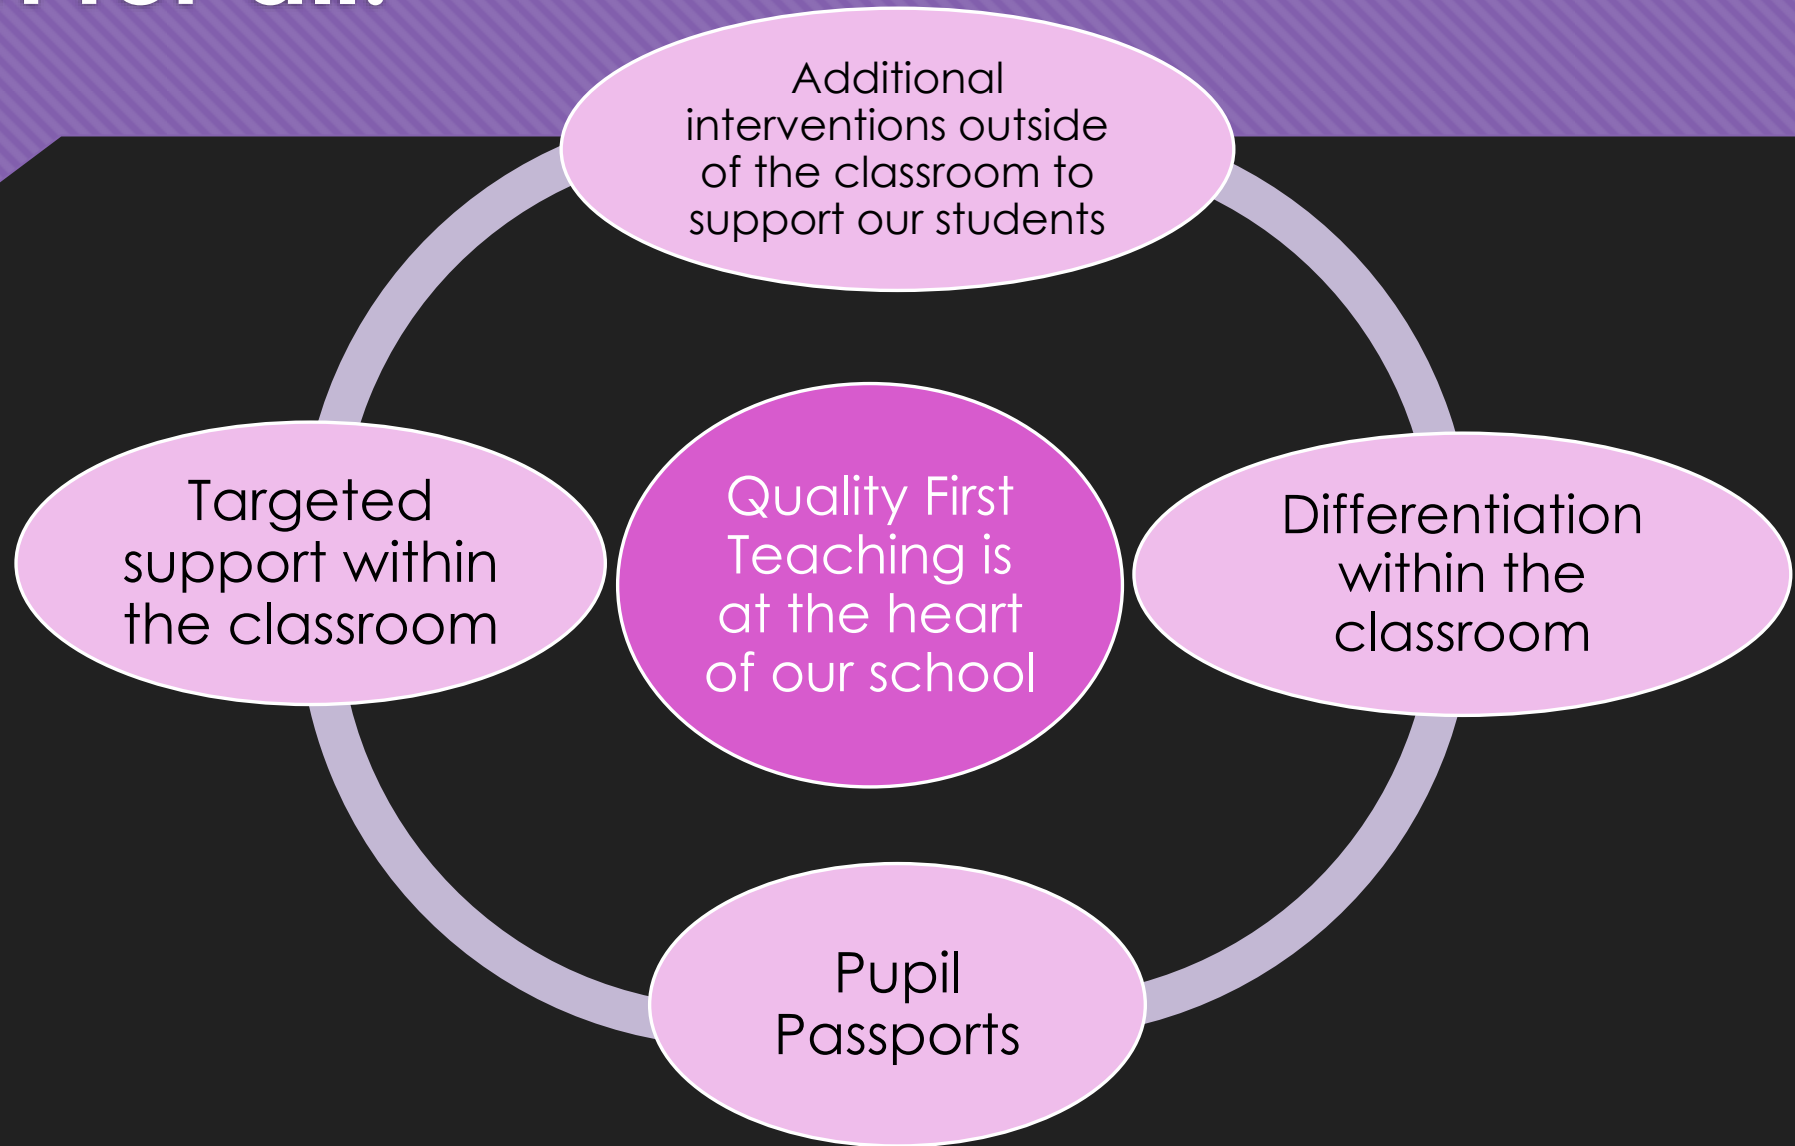 Additional
interventions outside
of the classroom to
support our students
Targeted
support within
the classroom
Quality First
Teaching is
at the heart
of our school
Differentiation
within the
classroom
Pupil
Passports